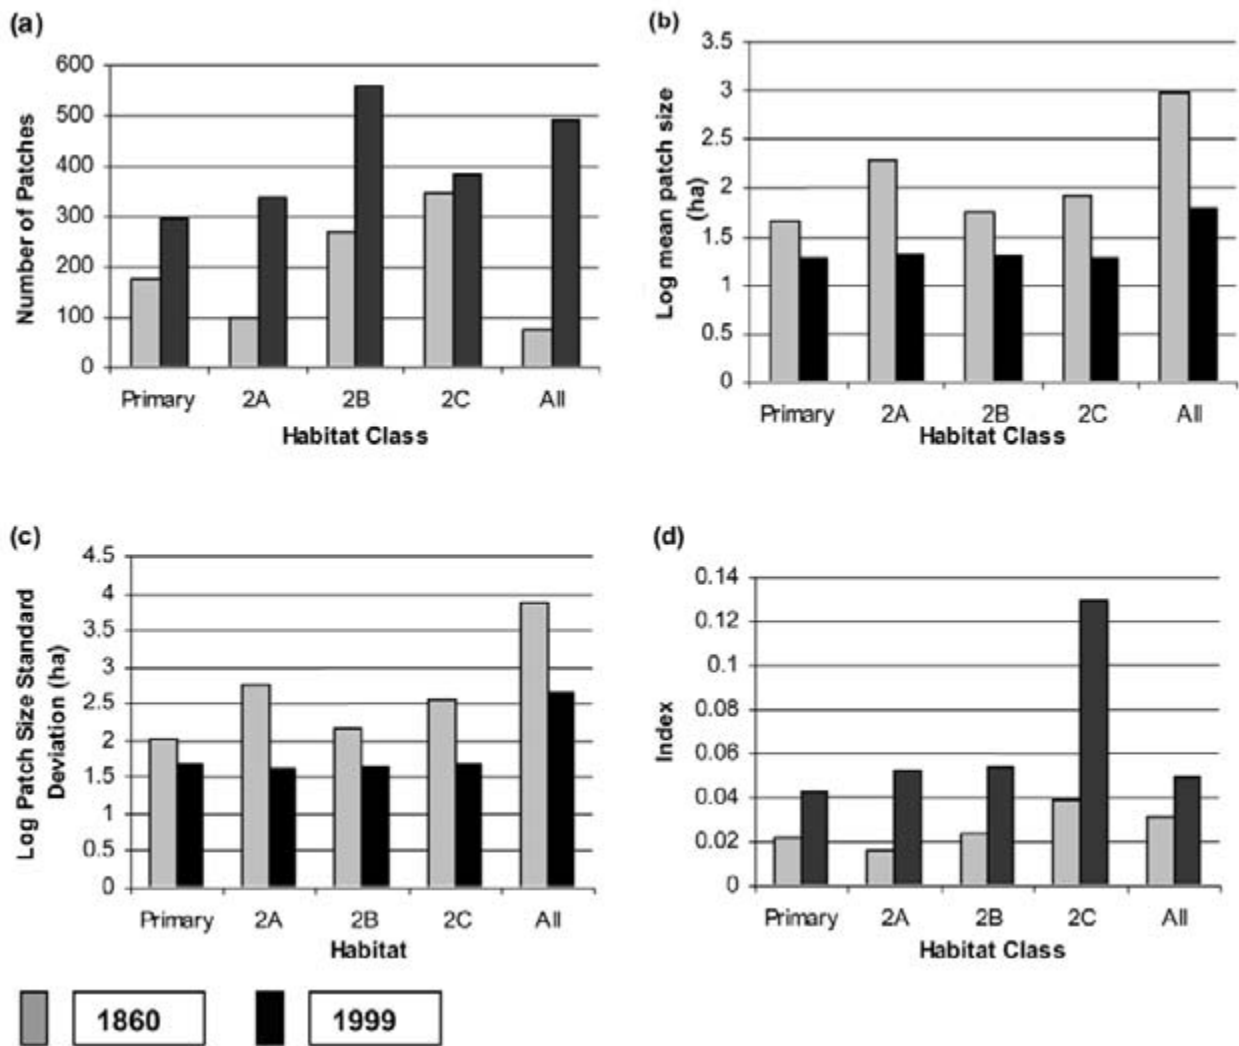 (a)
600
500
400
300
200
100
0
Number of Patches
Primary 2A 2B 2C All
Habitat Class
(b)
3.5
3
2.5
2
1.5
1
0.5
0
Log mean patch size
(ha)
Primary 2A 2B 2C All
Habitat Class
(c)
4.5
4
3.5
3
2.5
2
1.5
1
0.5
0
Log Patch Size Standard
Deviation (ha)
Primary 2A 2B 2C All
Habitat
(d)
0.14
0.12
0.1
0.08
0.06
0.04
0.02
0
Index
Primary 2A 2B 2C All
Habitat Class
1860 1999